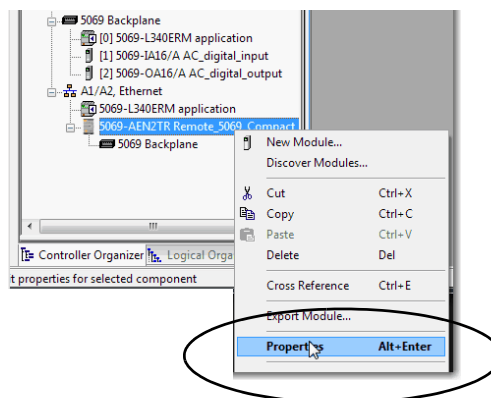 5069 Backplane
[0] 5069-L340ERM application
[1] 5069-IA16/A AC_digital_input
[2] 5069-OA16/A AC_digital_output
A1/A2, Ethernet
5069-L340ERM application
5069-AEN2TR Remote_5069_Compact
5069 Backplane
New Module...
Discover Modules...
Cut Ctrl+X
Copy Ctrl+C
Paste Ctrl+V
Delete Del
Cross Reference Ctrl+E
Export Module...
Properties Alt+Enter
Controller Organizer Logical Orga
t properties for selected component